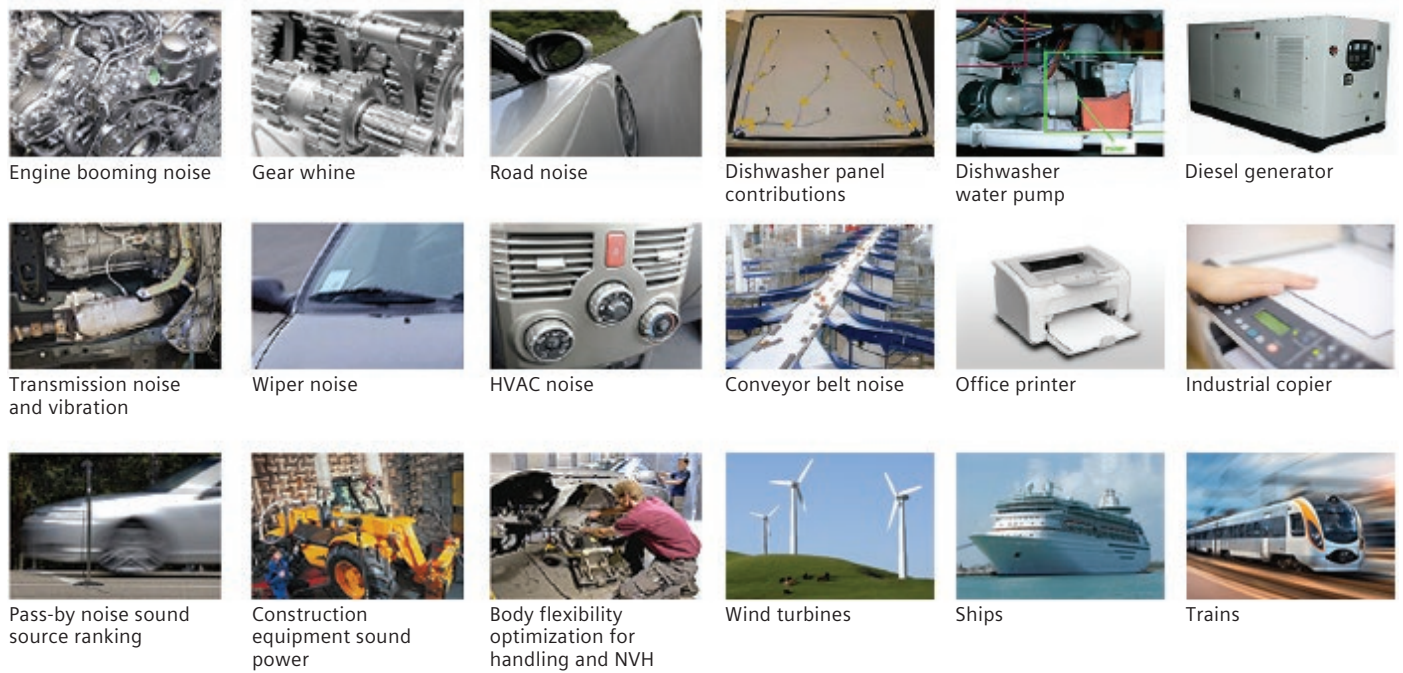 Engine booming noise
Gear whine
Road noise
Dishwasher panel
contributions
Dishwasher
water pump
PUMP
Diesel generator
Transmission noise
and vibration
Wiper noise
HVAC noise
Conveyor belt noise
Office printer
Industrial copier
Pass-by noise sound
source ranking
Construction
equipment sound
power
Body flexibility
optimization for
handling and NVH
Wind turbines
Ships
Trains